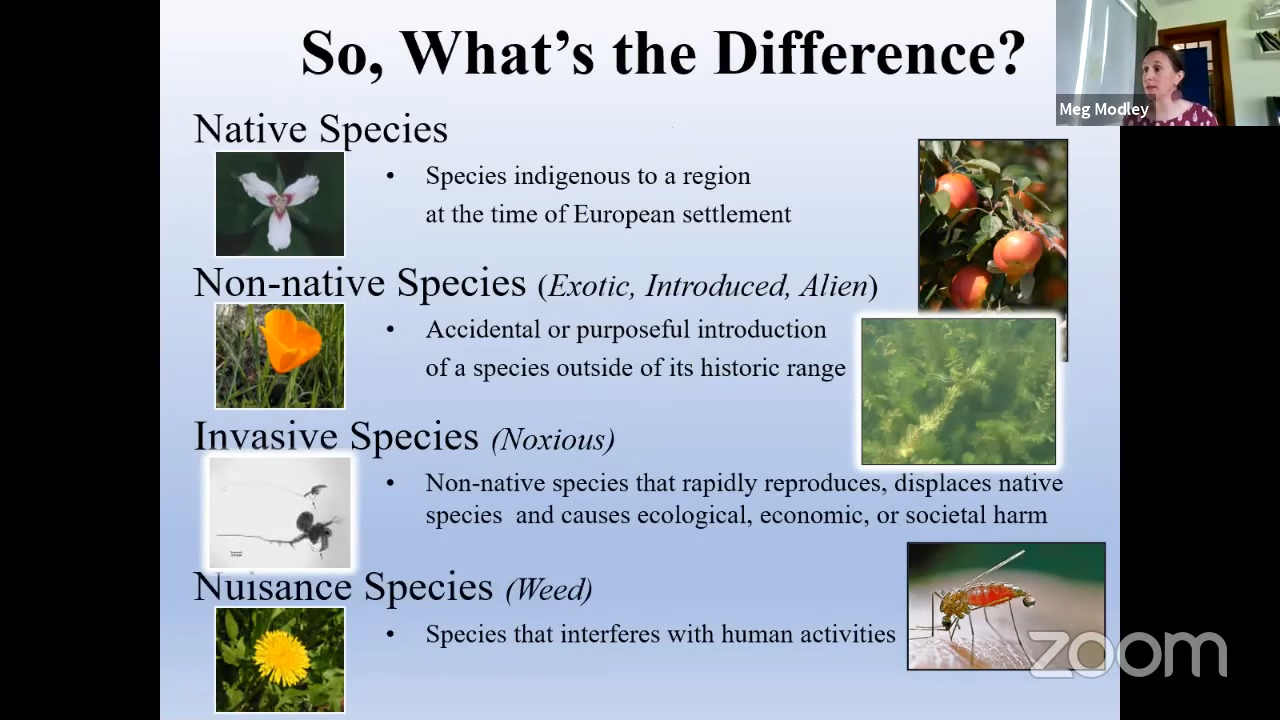 So, What's the Difference?
Meg Modley
Native Species
• Species indigenous to a region
at the time of European settlement
Non-native Species (Exotic, Introduced, Alien)
• Accidental or purposeful introduction
of a species outside of its historic range
Invasive Species (Noxious)
• Non-native species that rapidly reproduces, displaces native
species and causes ecological, economic, or societal harm
Nuisance Species (Weed)
• Species that interferes with human activities
zoom